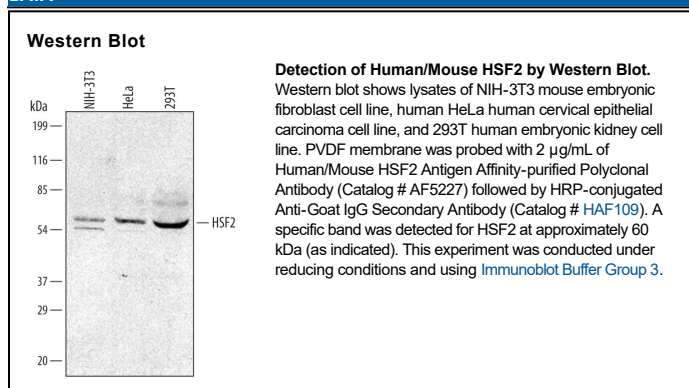 Western Blot
kDa
NIH-3T3
HeLa
293T
199
116
85
54
37
29
20
HSF2
Detection of Human/Mouse HSF2 by Western Blot.
Western blot shows lysates of NIH-3T3 mouse embryonic
fibroblast cell line, human HeLa human cervical epithelial
carcinoma cell line, and 293T human embryonic kidney cell
line. PVDF membrane was probed with 2 µg/mL of
Human/Mouse HSF2 Antigen Affinity-purified Polyclonal
Antibody (Catalog # AF5227) followed by HRP-conjugated
Anti-Goat IgG Secondary Antibody (Catalog # HAF109). A
specific band was detected for HSF2 at approximately 60
kDa (as indicated). This experiment was conducted under
reducing conditions and using Immunoblot Buffer Group 3.